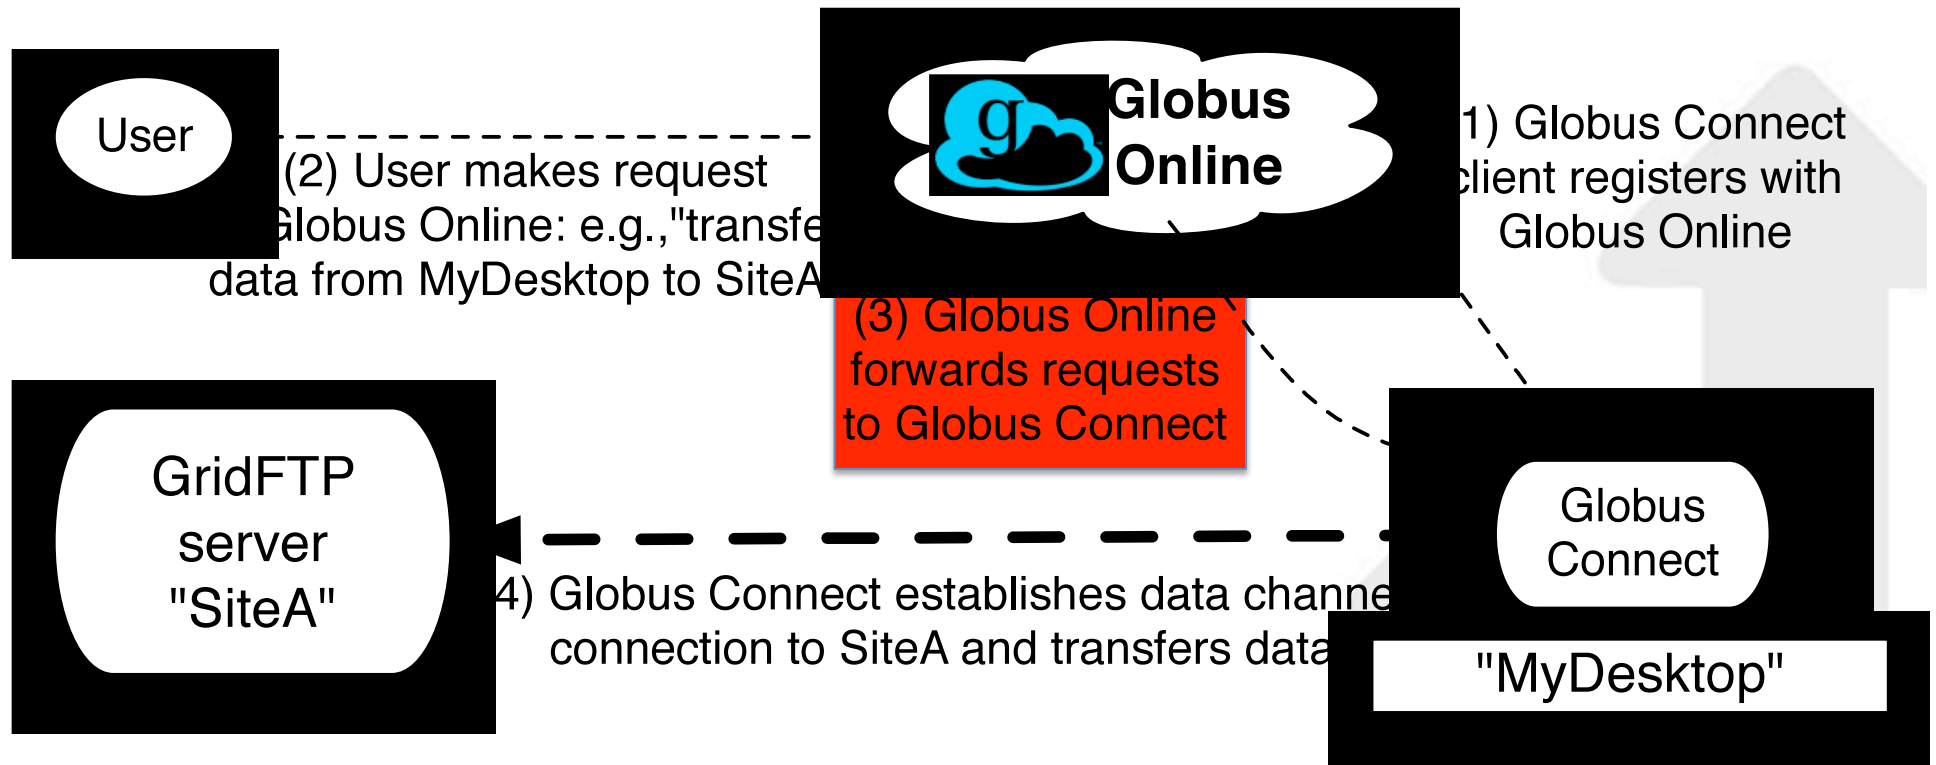 User
(2) User makes request
Globus Online: e.g.,"transfe
data from MyDesktop to SiteA
g
Globus
Online
1) Globus Connect
client registers with
Globus Online
(3) Globus Online
forwards requests
to Globus Connect
GridFTP
server
"SiteA"
4) Globus Connect establishes data channe
connection to SiteA and transfers data
Globus
Connect
"MyDesktop"